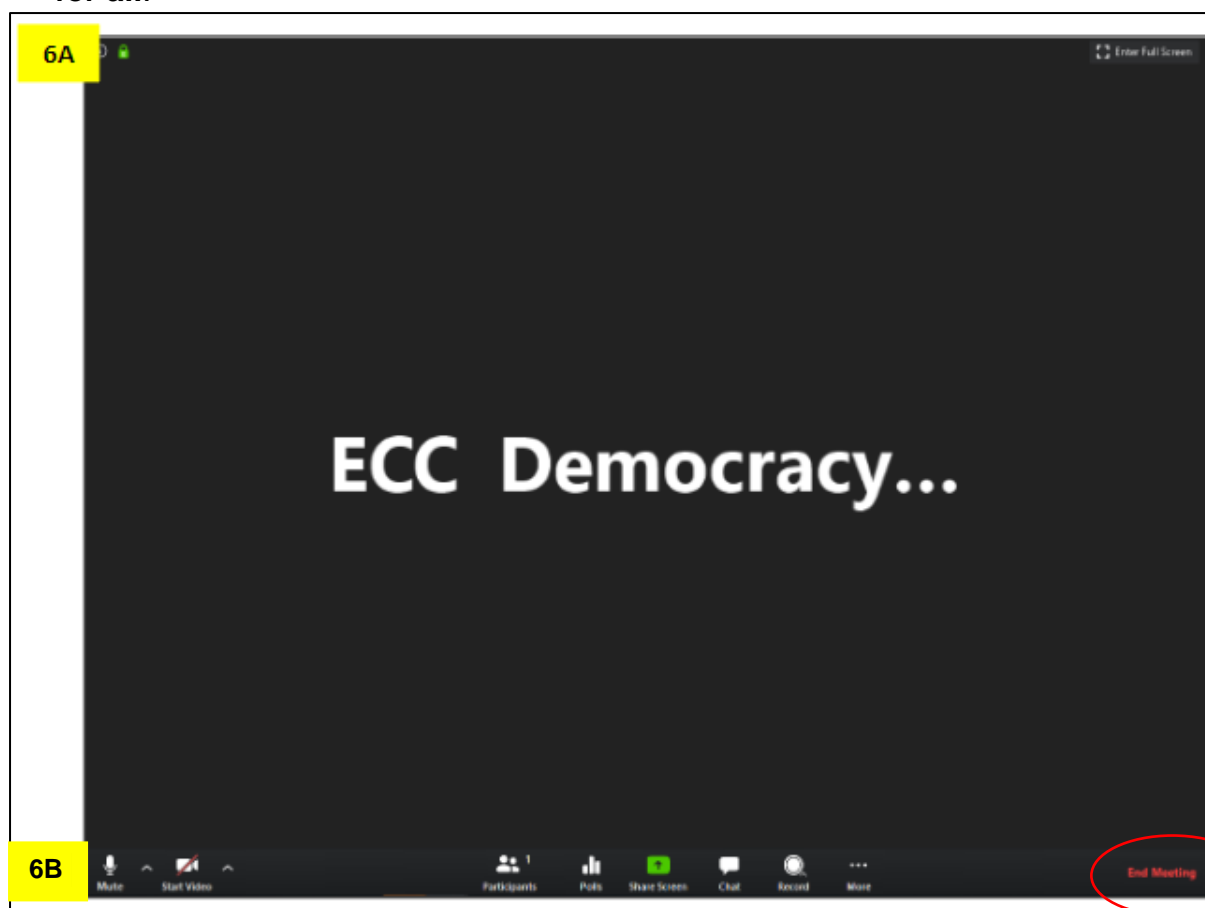 6A
Enter Full Screen
ECC Democracy...
6B
1
Mute Start Video Participants Polls Share Screen Chat Record More End Meeting